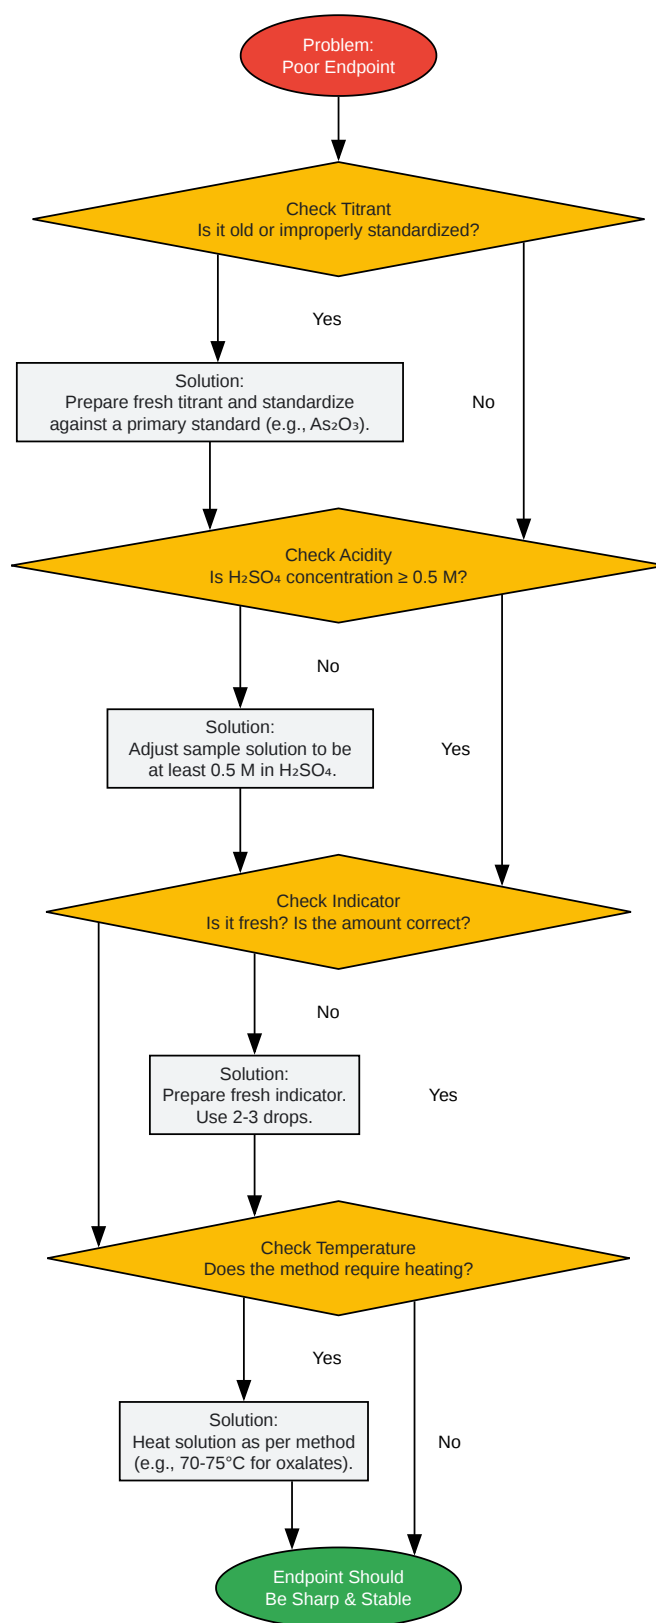 Problem:
Poor Endpoint
Check Titrant
Is it old or improperly standardized?
Yes
Solution:
Prepare fresh titrant and standardize
against a primary standard (e.g., As₂O₃).
No
Check Acidity
Is H₂SO₄ concentration ≥ 0.5 M?
No
Solution:
Adjust sample solution to be
at least 0.5 M in H₂SO₄.
Yes
Check Indicator
Is it fresh? Is the amount correct?
No
Solution:
Prepare fresh indicator.
Use 2-3 drops.
Yes
Check Temperature
Does the method require heating?
Yes
Solution:
Heat solution as per method
(e.g., 70-75°C for oxalates).
No
Endpoint Should
Be Sharp & Stable